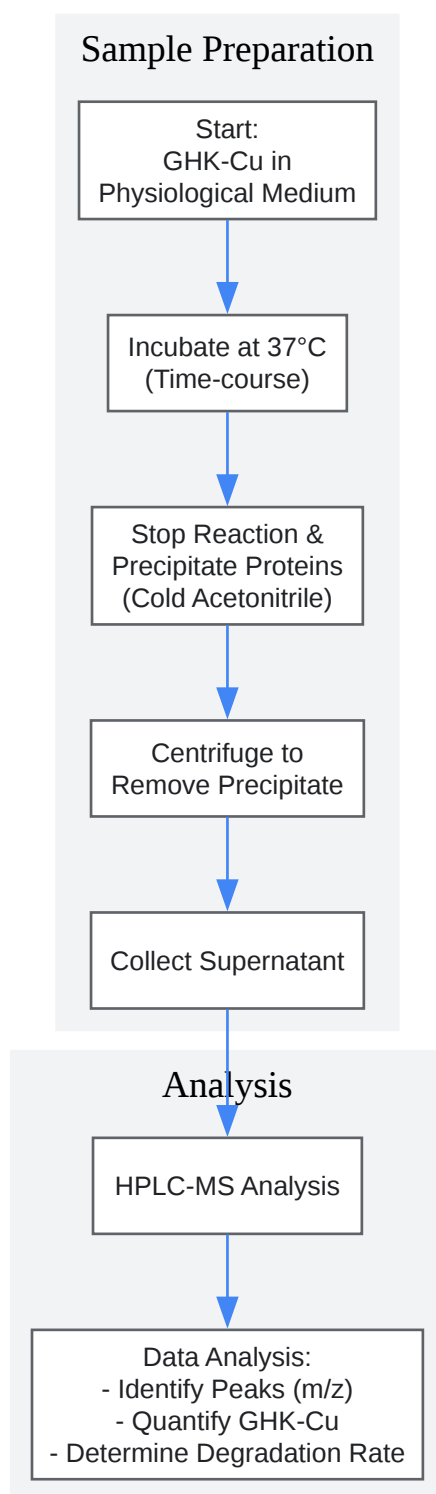 Sample Preparation
Start:
GHK-Cu in
Physiological Medium
Incubate at 37°C
(Time-course)
Stop Reaction &
Precipitate Proteins
(Cold Acetonitrile)
Centrifuge to
Remove Precipitate
Collect Supernatant
Analysis
HPLC-MS Analysis
Data Analysis:
- Identify Peaks (m/z)
- Quantify GHK-Cu
- Determine Degradation Rate